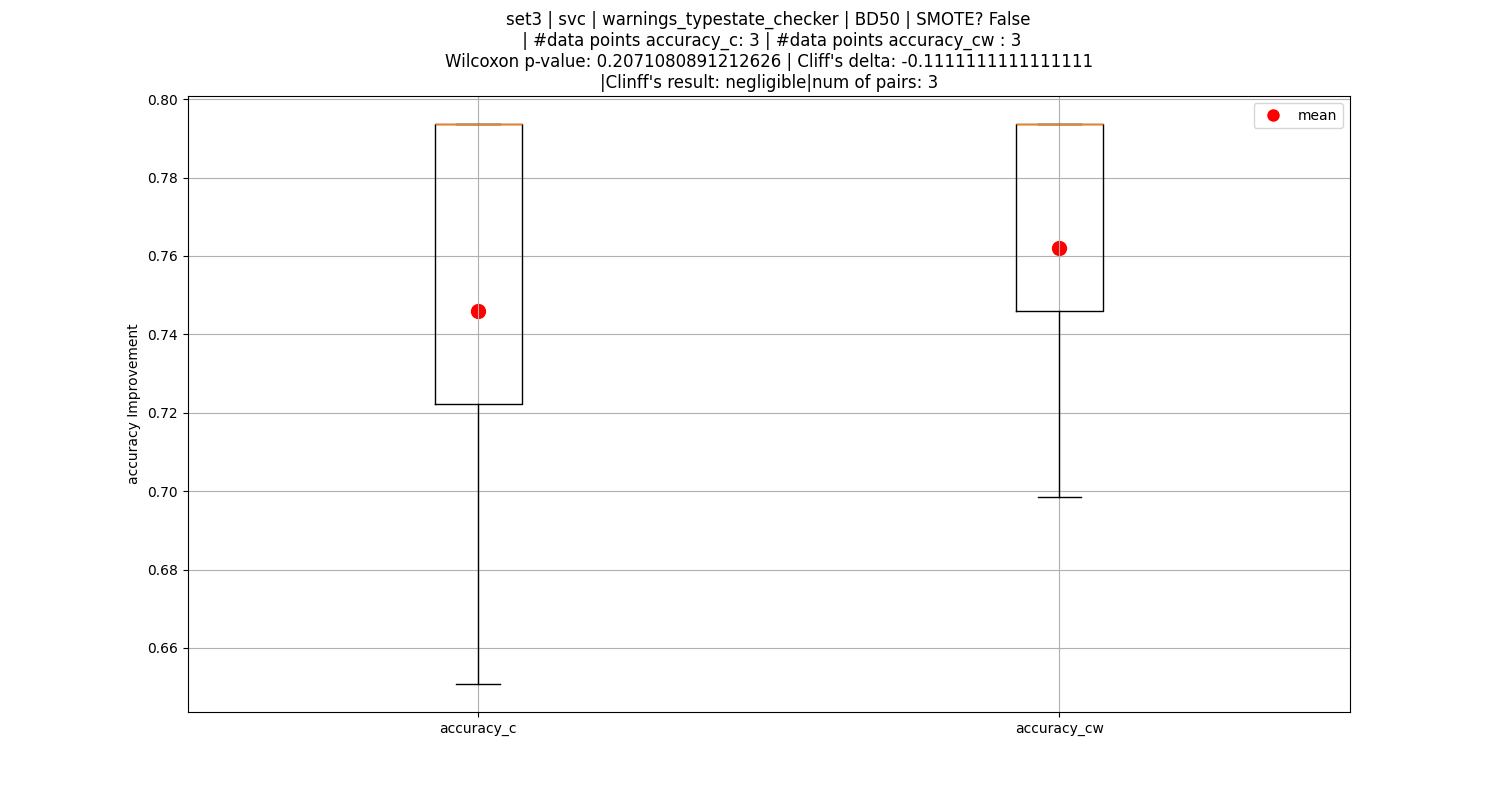 set3 | svc | warnings_typestate_checker | BD50 | SMOTE? False
| #data points accuracy_c: 3 | #data points accuracy_cw : 3
Wilcoxon p-value: 0.2071080891212626 | Cliff's delta: -0.1111111111111111
|Clinff's result: negligible|num of pairs: 3
mean
accuracy Improvement
0.80
0.78
0.76
0.74
0.72
0.70
0.68
0.66
accuracy_c
accuracy_cw